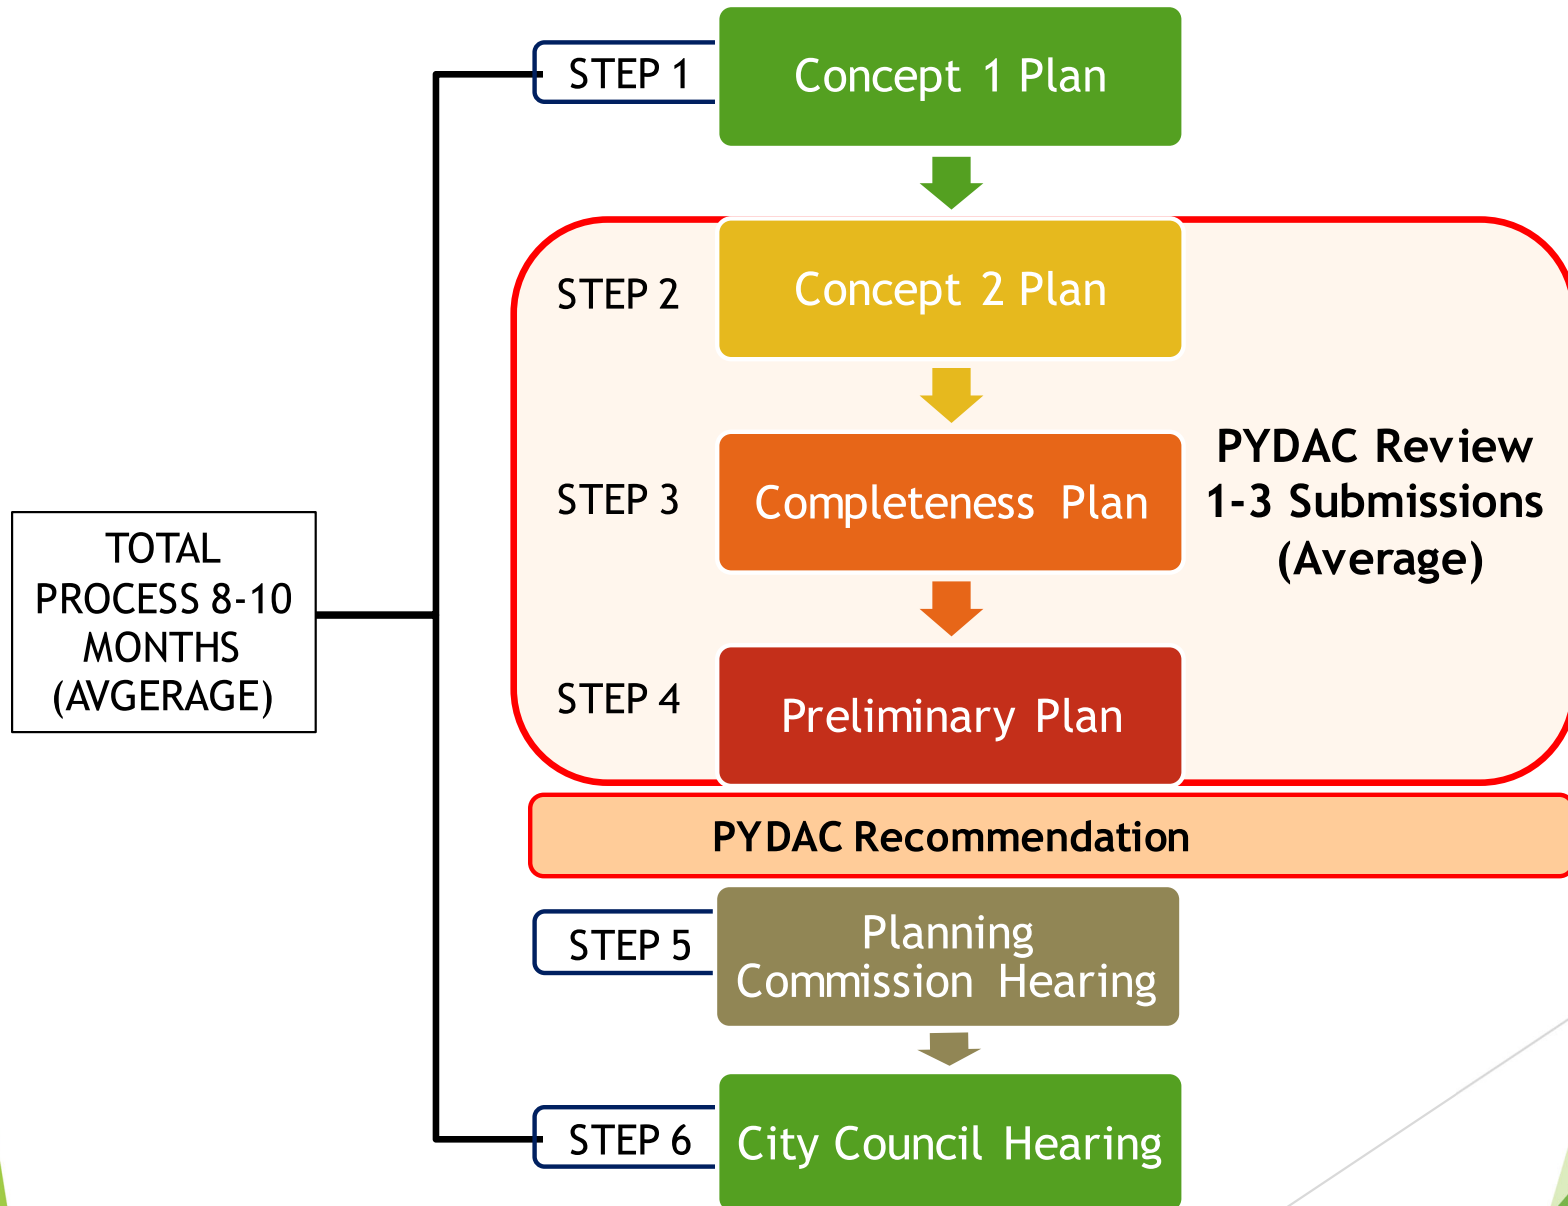 STEP 1
Concept 1 Plan
STEP 2
Concept 2 Plan
STEP 3
Completeness Plan
PYDAC Review
1-3 Submissions
(Average)
TOTAL
PROCESS 8-10
MONTHS
(AVGERAGE)
STEP 4
Preliminary Plan
PYDAC Recommendation
STEP 5
Planning
Commission Hearing
STEP 6
City Council Hearing